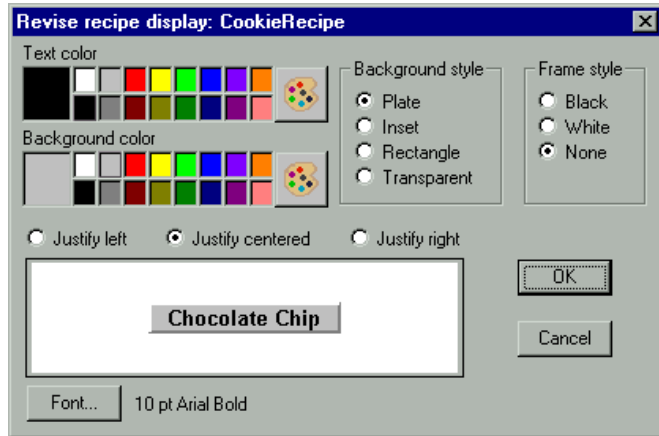 Revise recipe display: CookieRecipe
Text color
Background color
Background style
Plate
Inset
Rectangle
Transparent
Frame style
Black
White
None
Justify left
Justify centered
Justify right
Chocolate Chip
OK
Cancel
Font...
10 pt Arial Bold